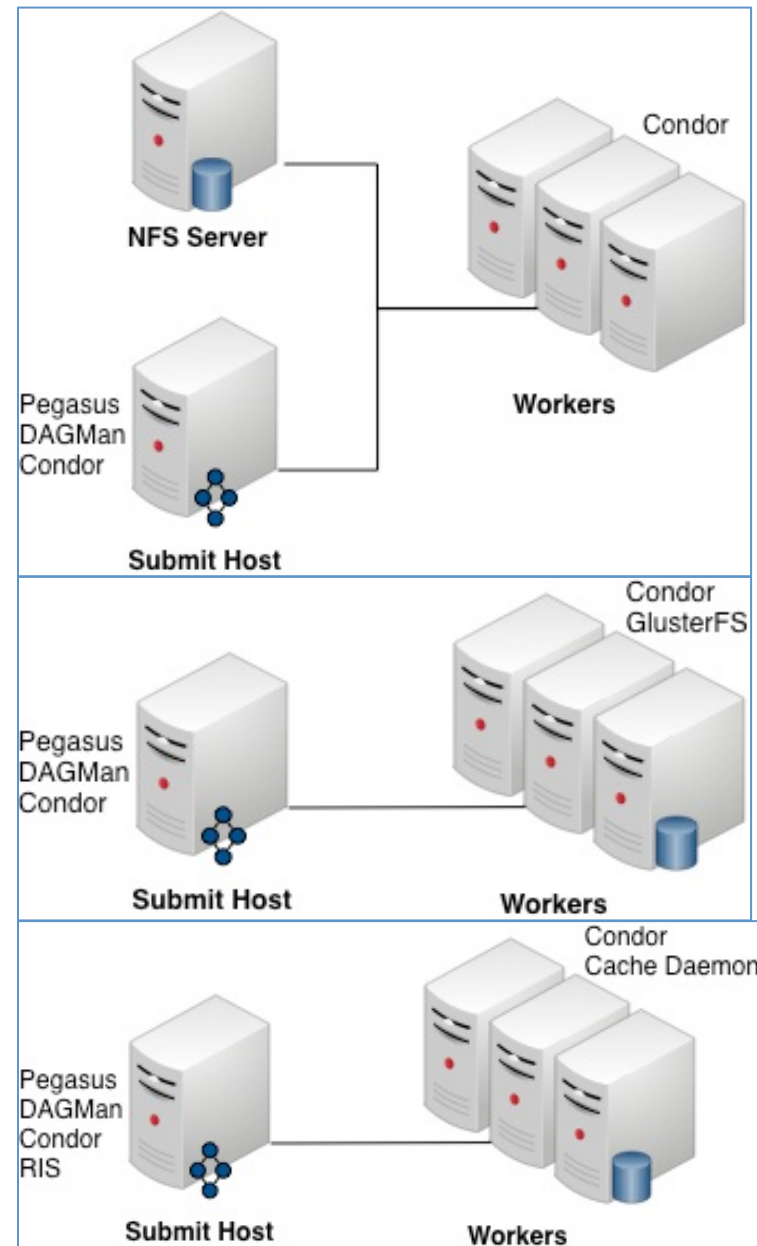 Condor
NFS Server
Pegasus
DAGMan
Condor
Workers
Submit Host
Condor
GlusterFS
Pegasus
DAGMan
Condor
Submit Host
Workers
Condor
Cache Daemon
Pegasus
DAGMan
Condor
RIS
Submit Host
Workers